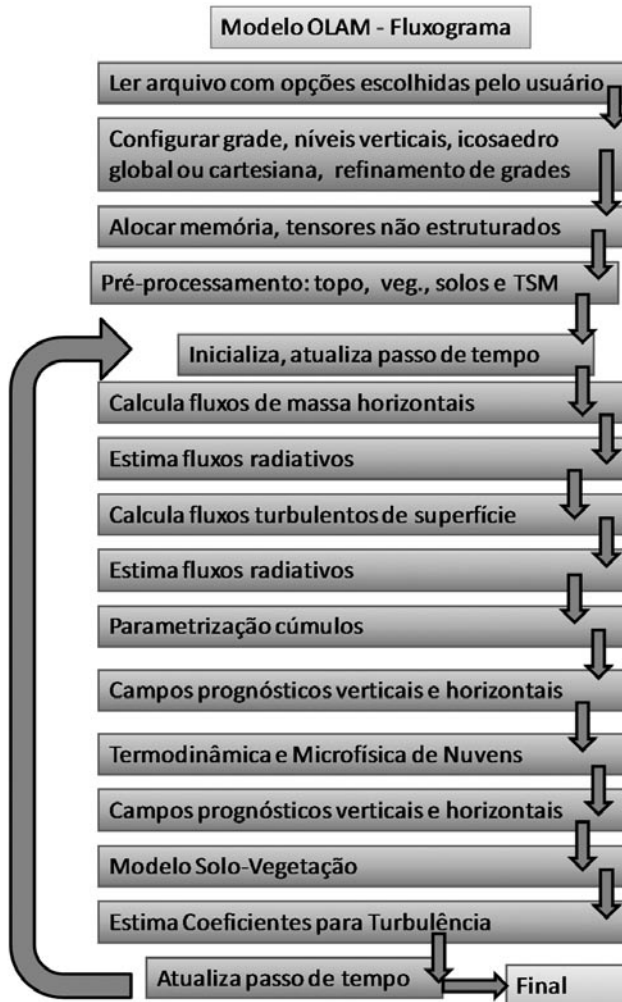 Modelo OLAM - Fluxograma
Ler arquivo com opções escolhidas pelo usuário
Configurar grade, níveis verticais, icosaedro
global ou cartesiana, refinamento de grades
Alocar memória, tensores não estruturados
Pré-processamento: topo, veg., solos e TSM
Inicializa, atualiza passo de tempo
Calcula fluxos de massa horizontais
Estima fluxos radiativos
Calcula fluxos turbulentos de superfície
Estima fluxos radiativos
Parametrização cúmulos
Campos prognósticos verticais e horizontais
Termodinâmica e Microfísica de Nuvens
Campos prognósticos verticais e horizontais
Modelo Solo-Vegetação
Estima Coeficientes para Turbulência
Atualiza passo de tempo
Final